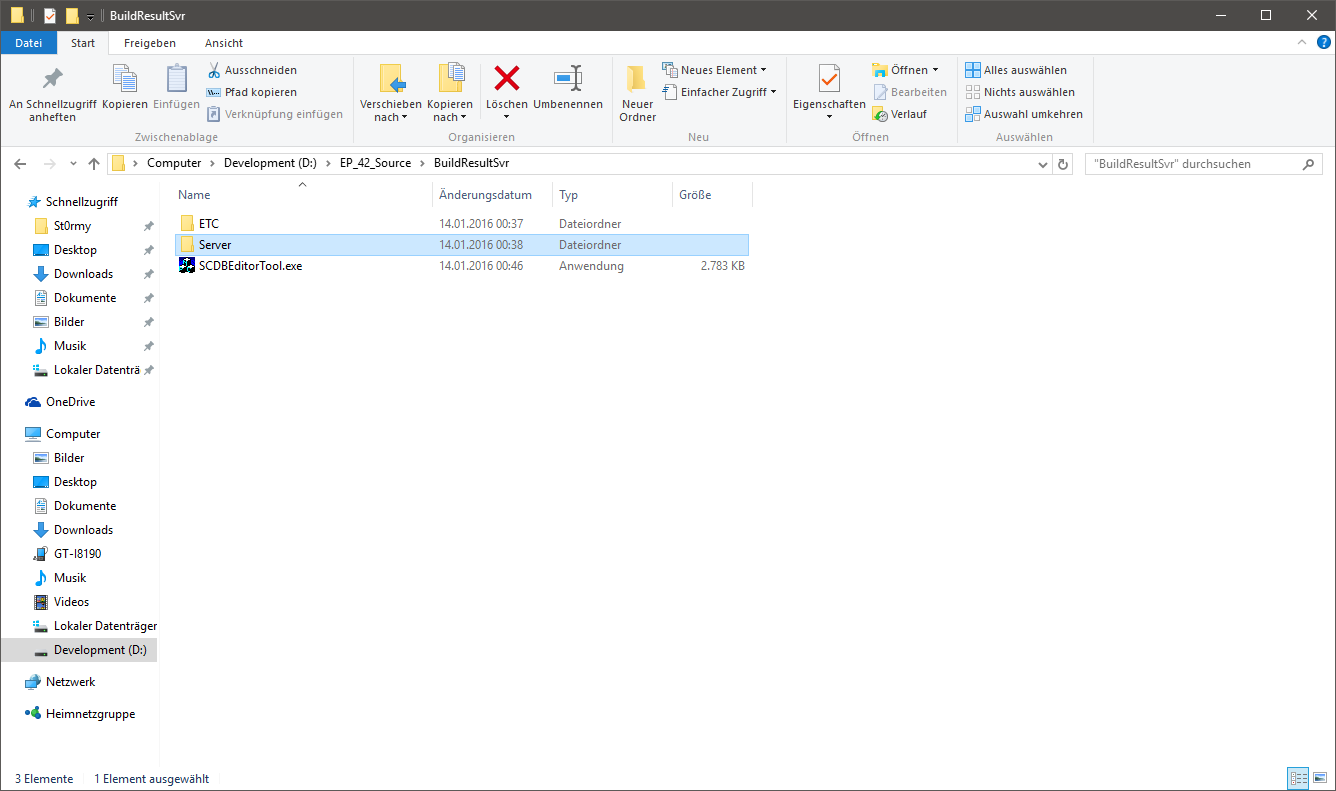 BuildResultSvr
Datei Start Freigeben Ansicht
An Schnellzugriff anheften
Kopieren
Einfügen
Ausschneiden
Pfad kopieren
Verknüpfung einfügen
Zwischenablage
Verschieben nach
Kopieren nach
Löschen
Umbenennen
Organisieren
Neuer Ordner
Neues Element
Einfacher Zugriff
Neu
Eigenschaften
Öffnen
Bearbeiten
Verlauf
Öffnen
Alles auswählen
Nichts auswählen
Auswahl umkehren
Auswählen
Computer › Development (D:) › EP_42_Source › BuildResultSvr
"BuildResultSvr" durchsuchen
Schnellzugriff
St0rmy
Desktop
Downloads
Dokumente
Bilder
Musik
Lokaler Datenträ
OneDrive
Computer
Bilder
Desktop
Dokumente
Downloads
GT-I8190
Musik
Videos
Lokaler Datenträger
Development (D:)
Netzwerk
Heimnetzgruppe
Name Änderungsdatum Typ Größe
ETC 14.01.2016 00:37 Dateiordner
Server 14.01.2016 00:38 Dateiordner
SCDBEditorTool.exe 14.01.2016 00:46 Anwendung 2.783 KB
3 Elemente 1 Element ausgewählt